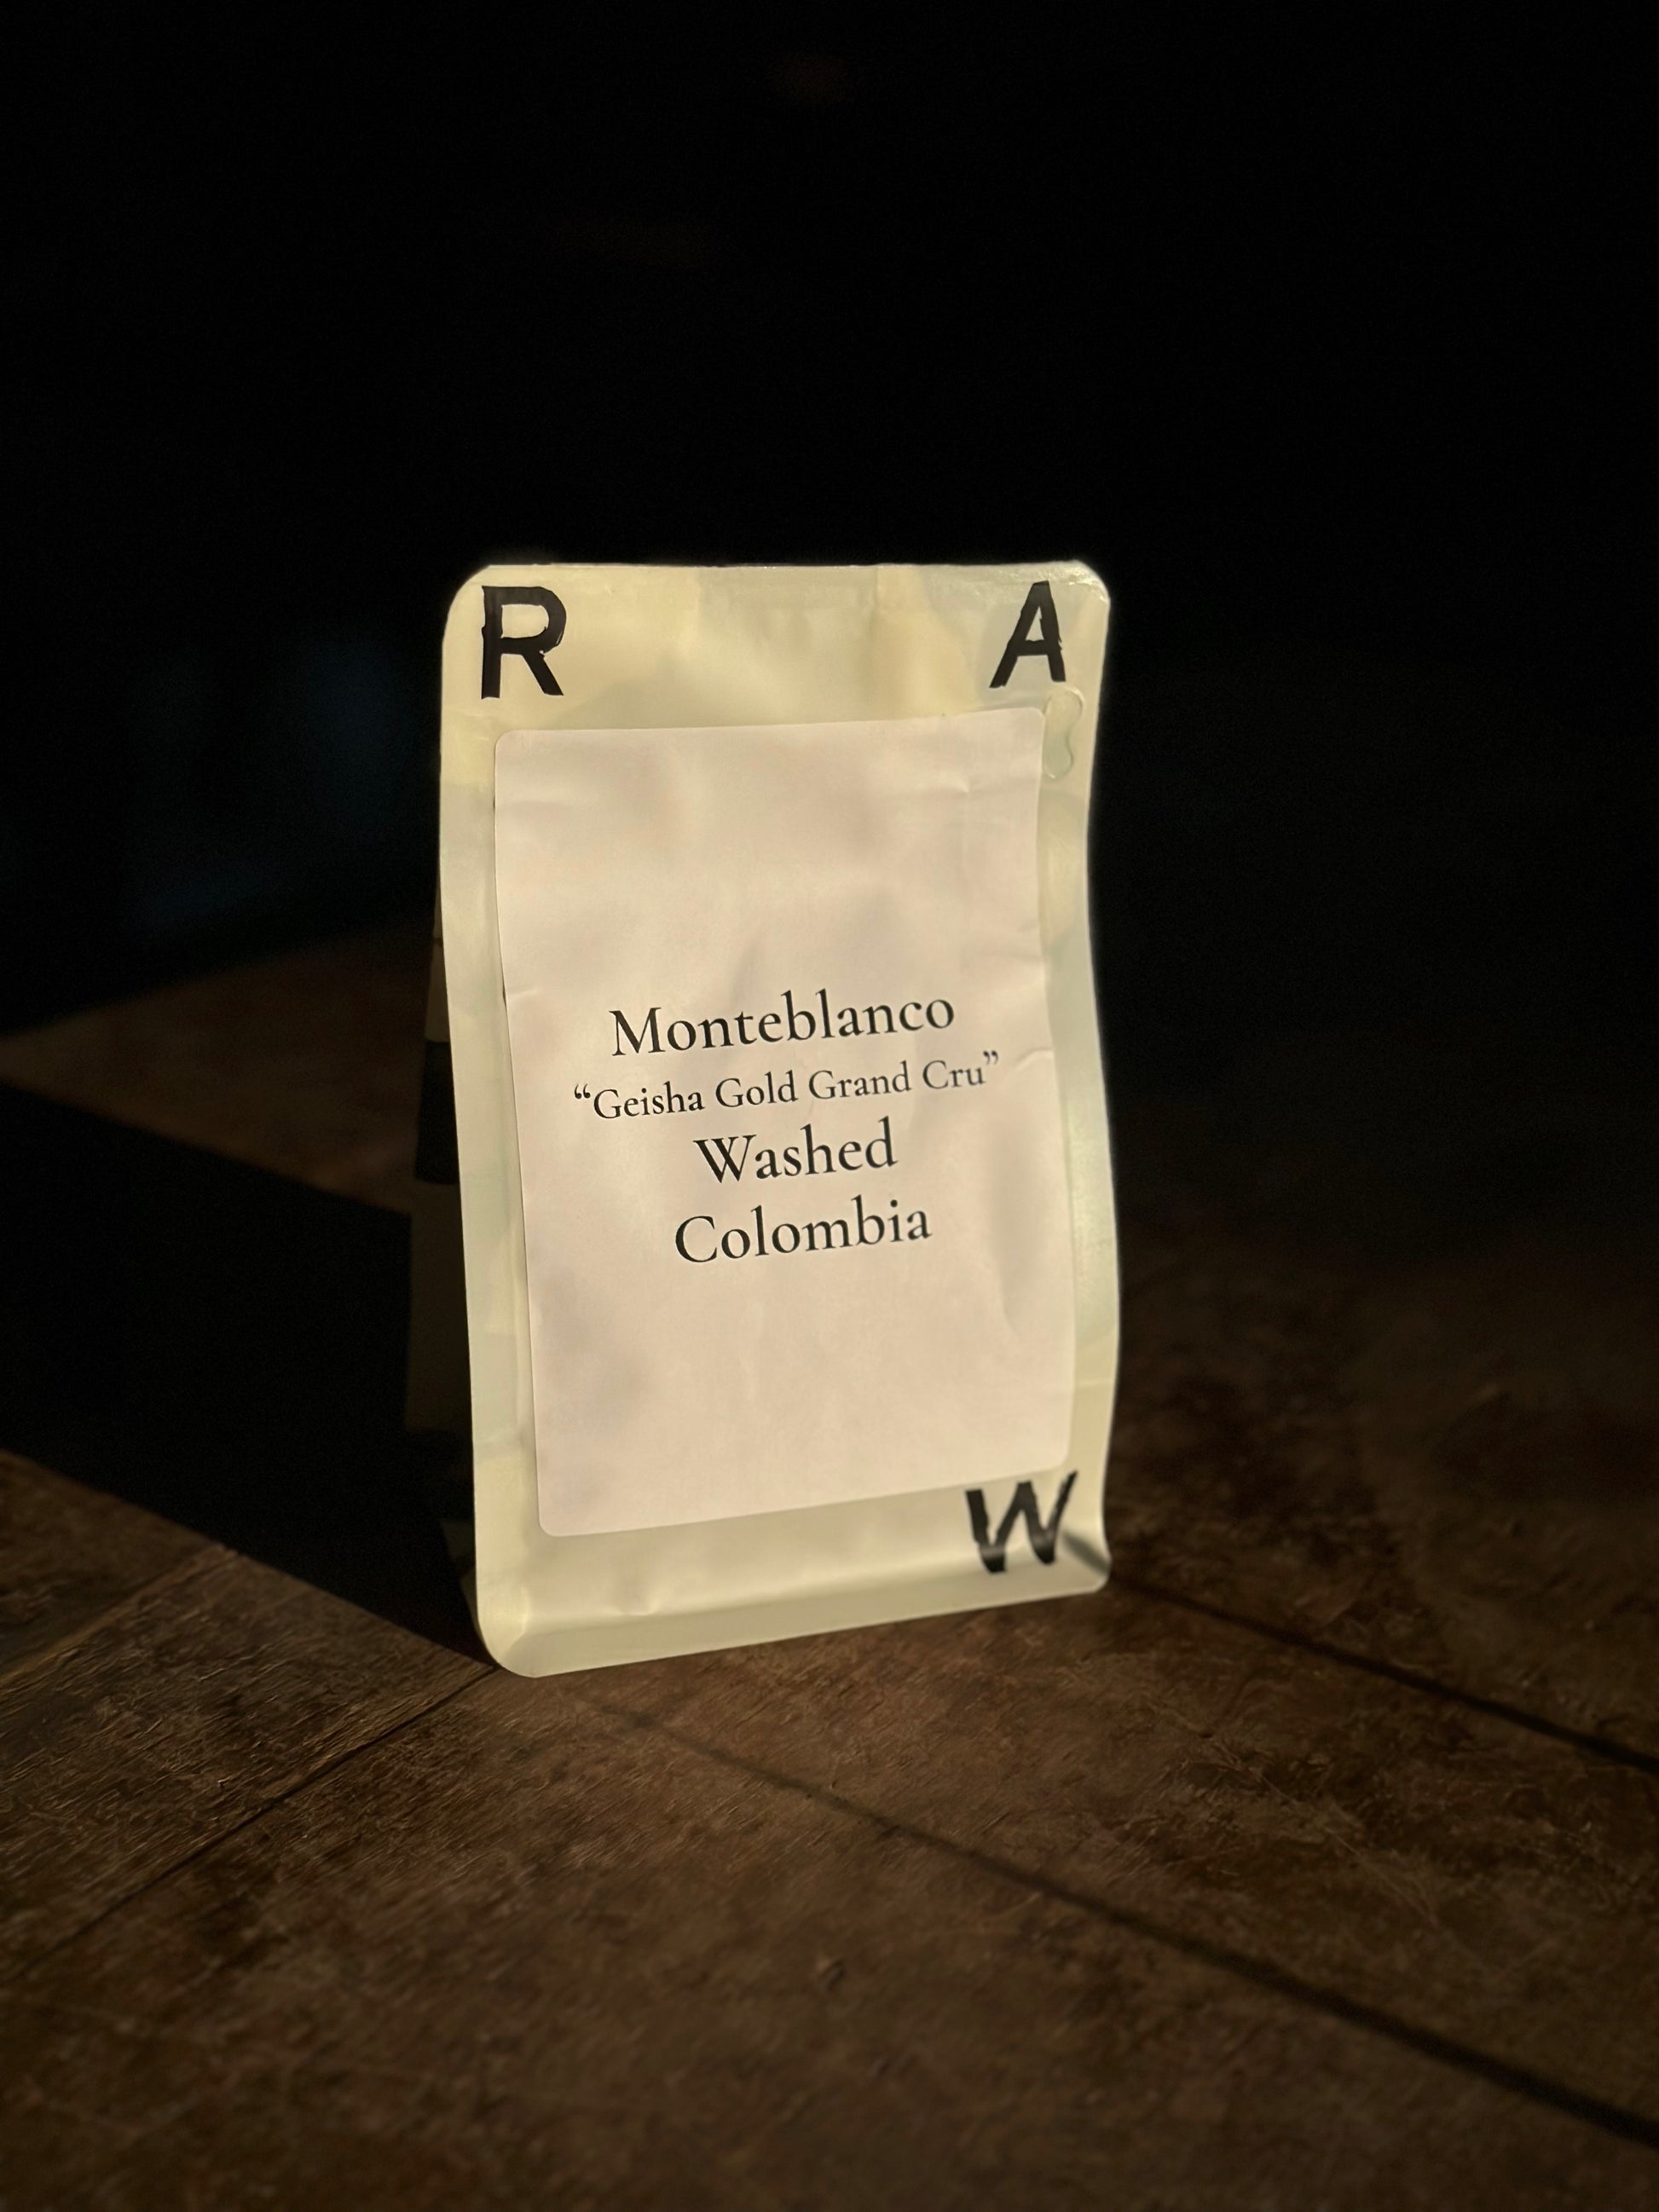 R A
Monteblanco
“Geisha Gold Grand Cru”
Washed
Colombia
W